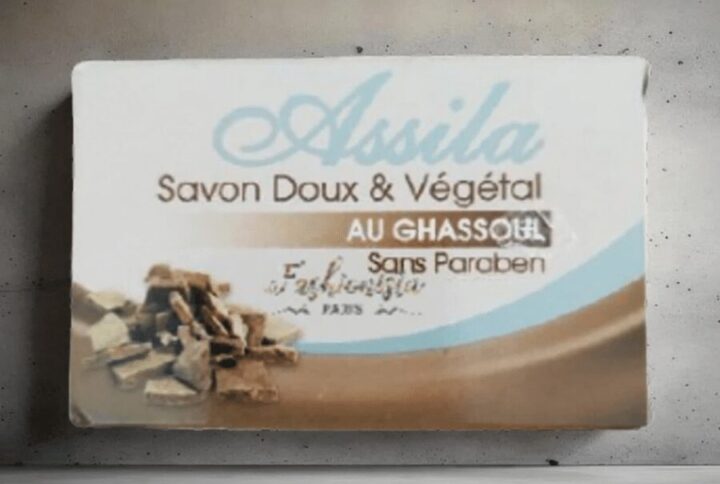 Assila
Savon Doux & Végétal
AU GHASSOUL
Sans Paraben
PARIS